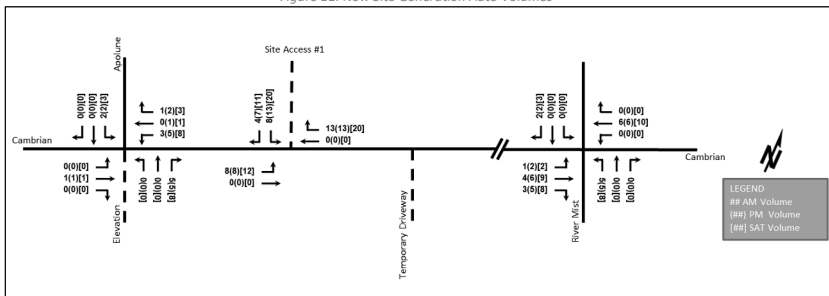 Figure 11: New Site Generation Auto Volumes
Apolune
Site Access #1
0(0)[0]
0(0)[0]
2(2)[3]
1(2)[3]
0(1)[1]
3(5)[8]
4(7)[11]
8(13)[20]
13(13)[20]
0(0)[0]
2(2)[3]
0(0)[0]
0(0)[0]
0(0)[0]
6(6)[10]
0(0)[0]
Cambrian
Cambrian
0(0)[0]
1(1)[1]
0(0)[0]
0(0)[0]
0(0)[0]
5(5)[8]
8(8)[12]
0(0)[0]
1(2)[2]
4(6)[9]
3(5)[8]
0(0)[0]
0(0)[0]
5(5)[8]
Elevation
Temporary Driveway
River Mist
N
LEGEND
## AM Volume
(##) PM Volume
[##] SAT Volume